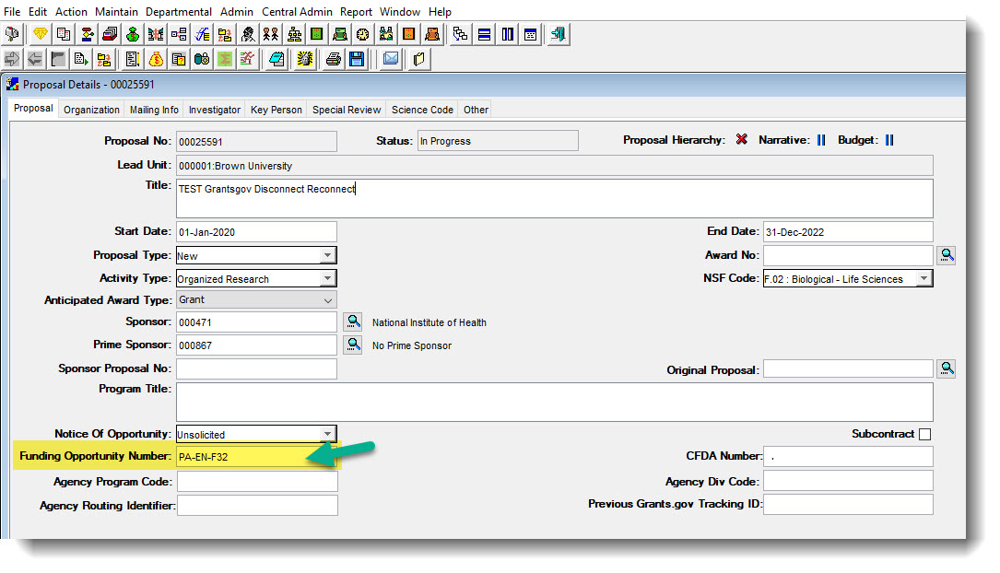 File Edit Action Maintain Departmental Admin Central Admin Report Window Help
Proposal Details - 00025591
Proposal Organization Mailing Info Investigator Key Person Special Review Science Code Other
Proposal No: 00025591 Status: In Progress Proposal Hierarchy: Narrative: Budget:
Lead Unit: 000001:Brown University
Title: TEST Grantsgov Disconnect Reconnect
Start Date: 01-Jan-2020 End Date: 31-Dec-2022
Proposal Type: New Award No:
Activity Type: Organized Research NSF Code: F.02 : Biological - Life Sciences
Anticipated Award Type: Grant
Sponsor: 000471 National Institute of Health
Prime Sponsor: 000867 No Prime Sponsor
Sponsor Proposal No: Original Proposal:
Program Title:
Notice Of Opportunity: Unsolicited Subcontract
Funding Opportunity Number: PA-EN-F32 CFDA Number: .
Agency Program Code: Agency Div Code:
Agency Routing Identifier: Previous Grants.gov Tracking ID: